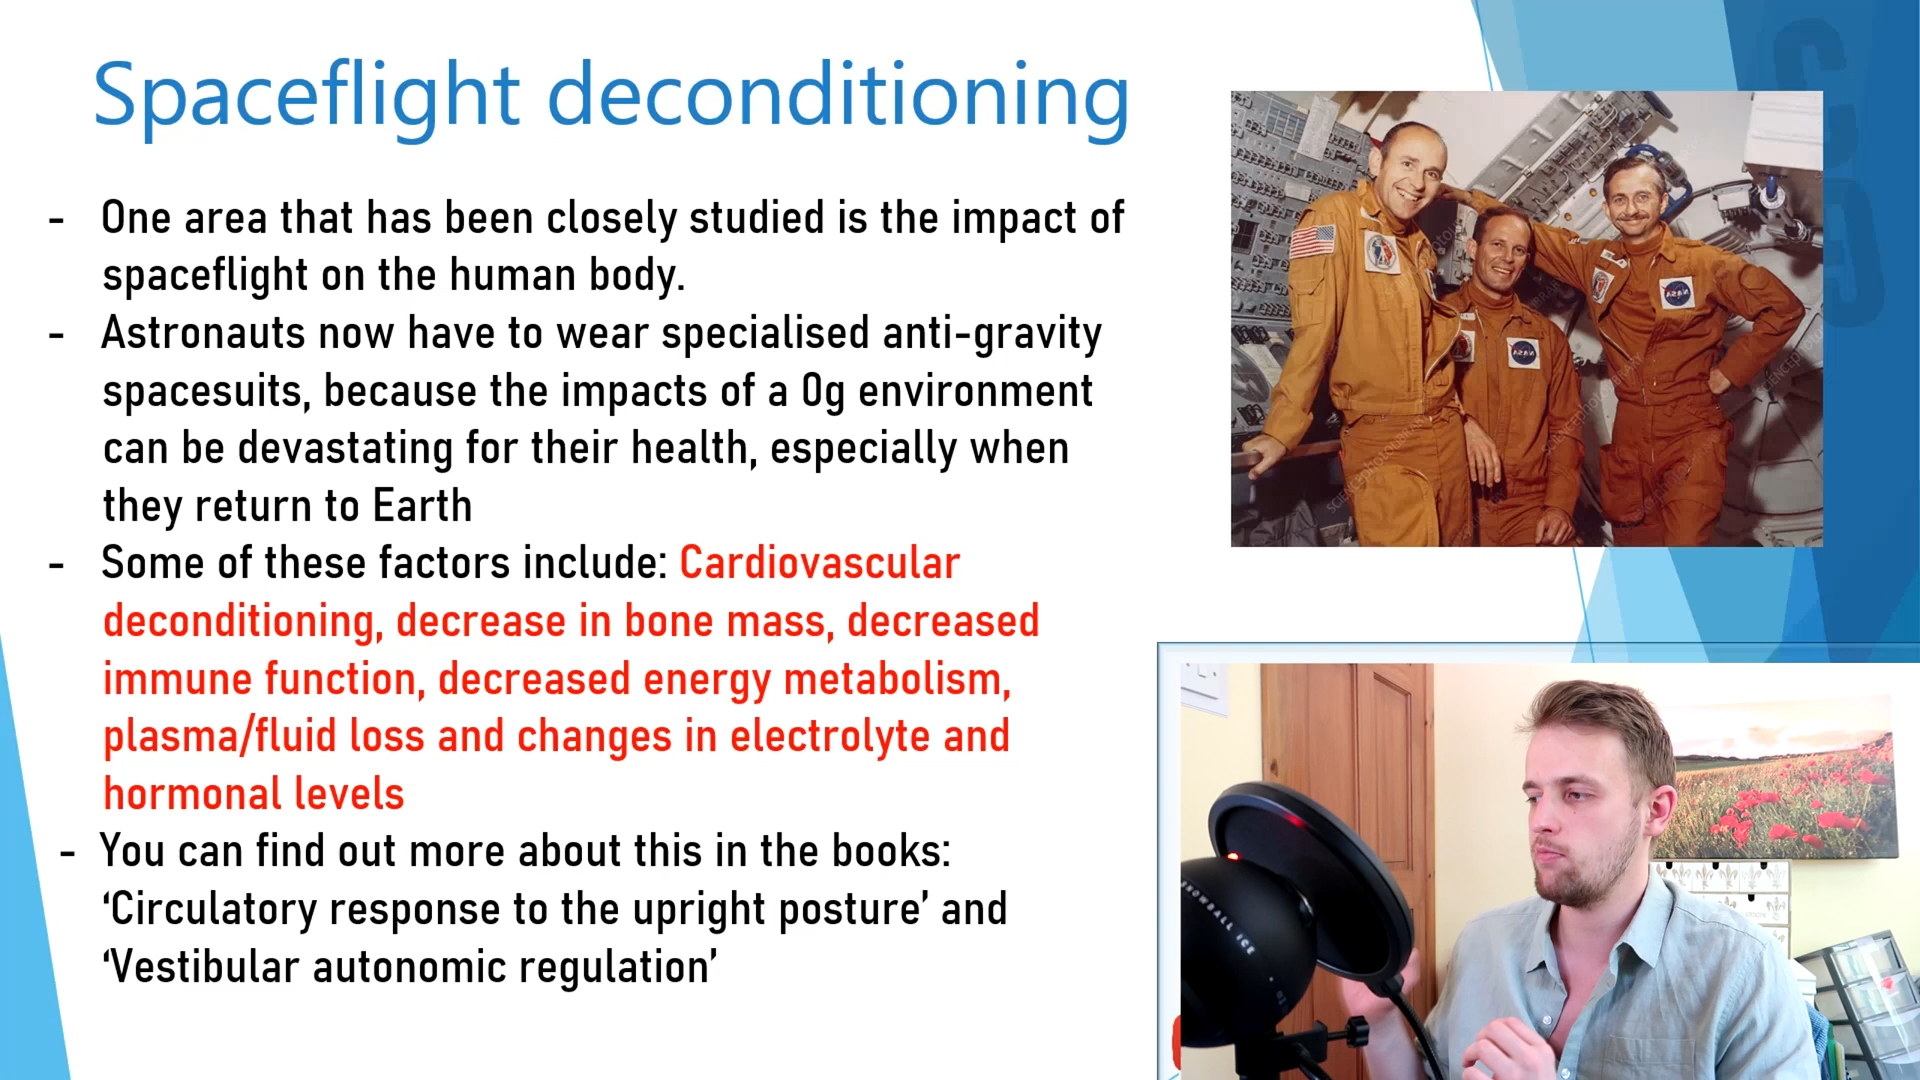 Spaceflight deconditioning
- One area that has been closely studied is the impact of
spaceflight on the human body.
- Astronauts now have to wear specialised anti-gravity
spacesuits, because the impacts of a 0g environment
can be devastating for their health, especially when
they return to Earth
- Some of these factors include: Cardiovascular
deconditioning, decrease in bone mass, decreased
immune function, decreased energy metabolism,
plasma/fluid loss and changes in electrolyte and
hormonal levels
- You can find out more about this in the books:
‘Circulatory response to the upright posture’ and
‘Vestibular autonomic regulation’
NASA
NASA
SNOWBALL ICE